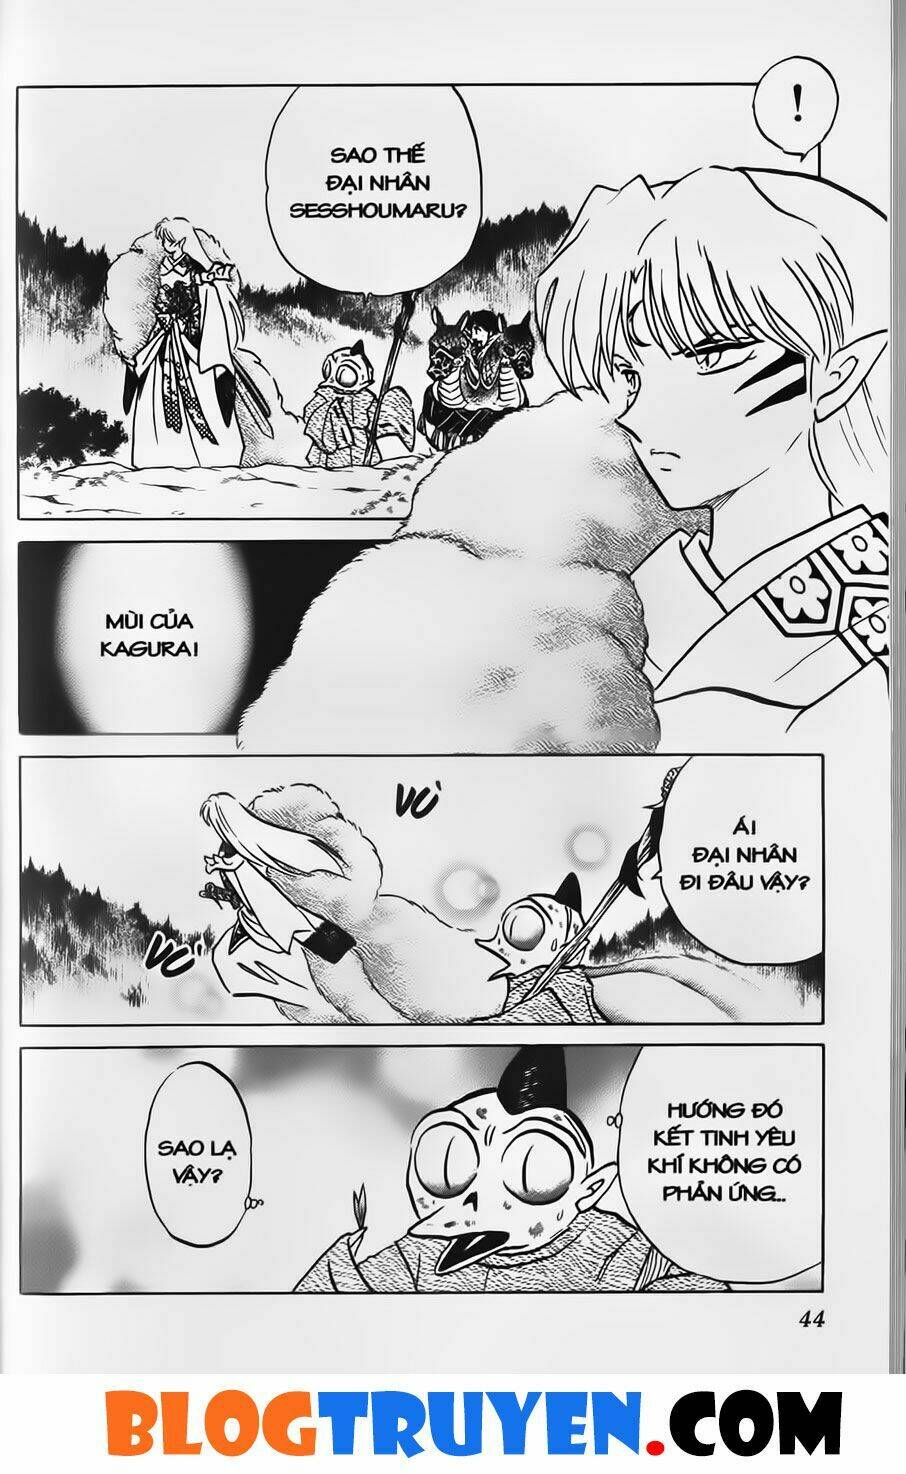 !
SAO THẾ
ĐẠI NHÂN
SESSHOUMARU?
MÙI CỦA
KAGURA!
VÙ
VÙ
ÁI
ĐẠI NHÂN
ĐI ĐÂU VẬY?
HƯỚNG ĐÓ
KẾT TINH YÊU
KHÍ KHÔNG CÓ
PHẢN ỨNG...
SAO LẠ
VẬY?
44
BLOGTRUYEN.COM